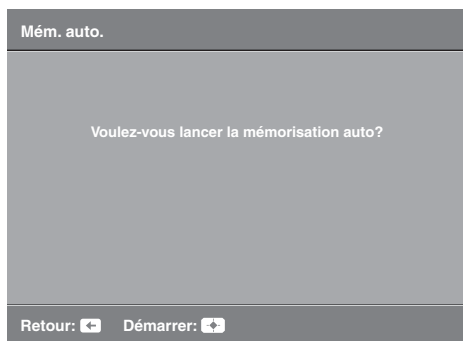 Mém. auto.
Voulez-vous lancer la mémorisation auto?
Retour: Démarrer: